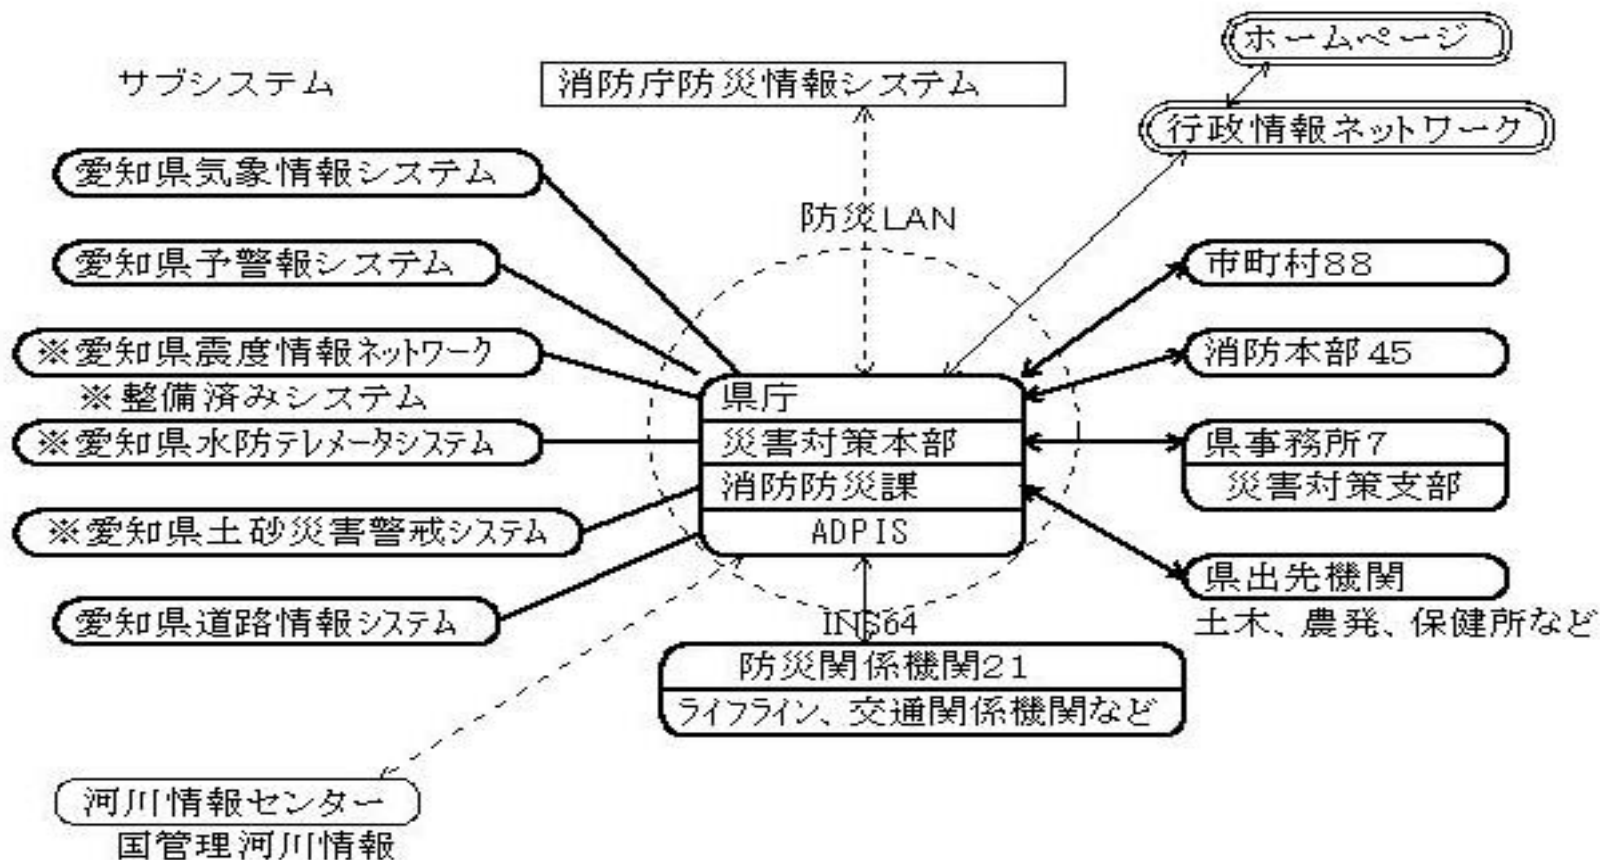 ホームページ
サブシステム
消防庁防災情報システム
行政情報ネットワーク
愛知県気象情報システム
防災LAN
愛知県予警報システム
市町村88
※愛知県震度情報ネットワーク
消防本部45
※整備済みシステム
県庁
※愛知県水防テレメータシステム
災害対策本部
県事務所7
消防防災課
災害対策支部
※愛知県土砂災害警戒システム
ADPIS
県出先機関
愛知県道路情報システム
INS64
土木、農発、保健所など
防災関係機関21
ライフライン、交通関係機関など
河川情報センター
国管理河川情報